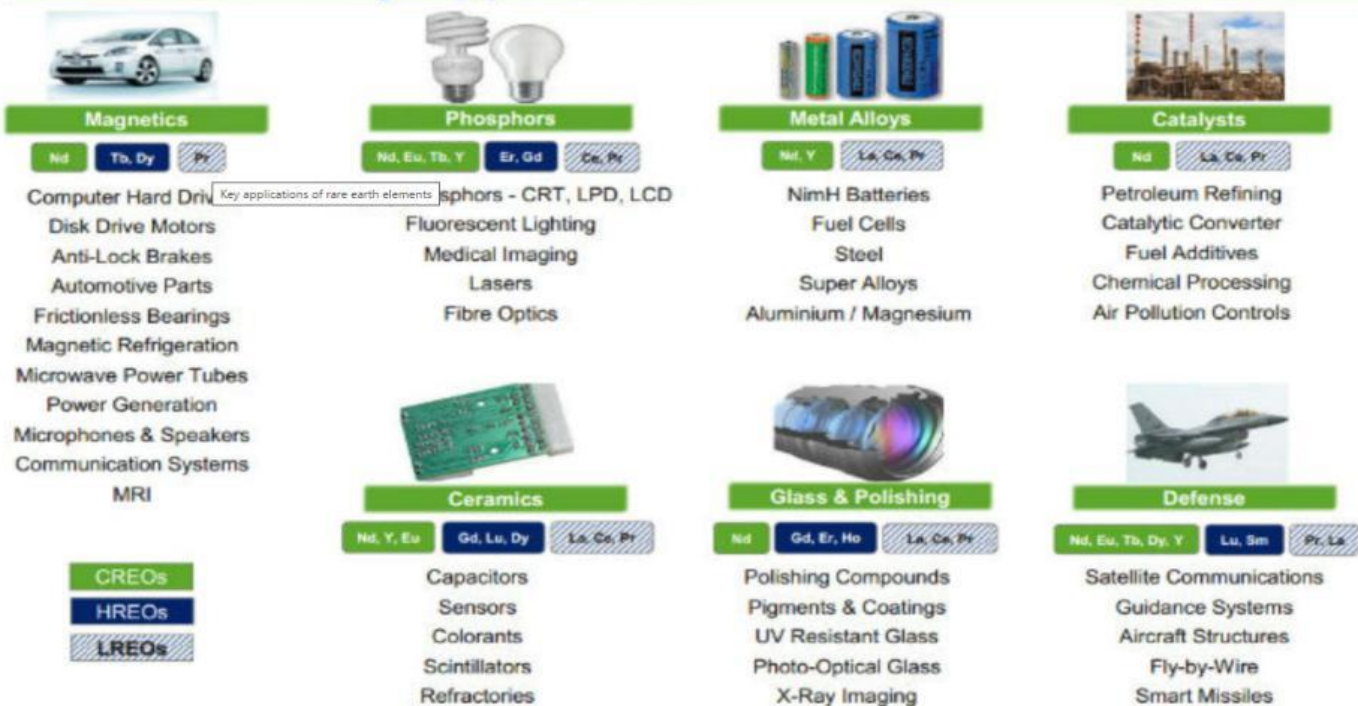 Magnetics
Nd
Tb, Dy
Pr
Computer Hard Driv
Key applications of rare earth elements
Disk Drive Motors
Anti-Lock Brakes
Automotive Parts
Frictionless Bearings
Magnetic Refrigeration
Microwave Power Tubes
Power Generation
Microphones & Speakers
Communication Systems
MRI
Phosphors
Nd, Eu, Tb, Y
Er, Gd
Ce, Pr
sphors - CRT, LPD, LCD
Fluorescent Lighting
Medical Imaging
Lasers
Fibre Optics
Metal Alloys
Nd, Y
La, Ce, Pr
NimH Batteries
Fuel Cells
Steel
Super Alloys
Aluminium / Magnesium
Catalysts
Nd
La, Ce, Pr
Petroleum Refining
Catalytic Converter
Fuel Additives
Chemical Processing
Air Pollution Controls
Ceramics
Nd, Y, Eu
Gd, Lu, Dy
La, Ce, Pr
Capacitors
Sensors
Colorants
Scintillators
Refractories
Glass & Polishing
Nd
Gd, Er, Ho
La, Ce, Pr
Polishing Compounds
Pigments & Coatings
UV Resistant Glass
Photo-Optical Glass
X-Ray Imaging
Defense
Nd, Eu, Tb, Dy, Y
Lu, Sm
Pr, La
Satellite Communications
Guidance Systems
Aircraft Structures
Fly-by-Wire
Smart Missiles
CREOs
HREOs
LREOs